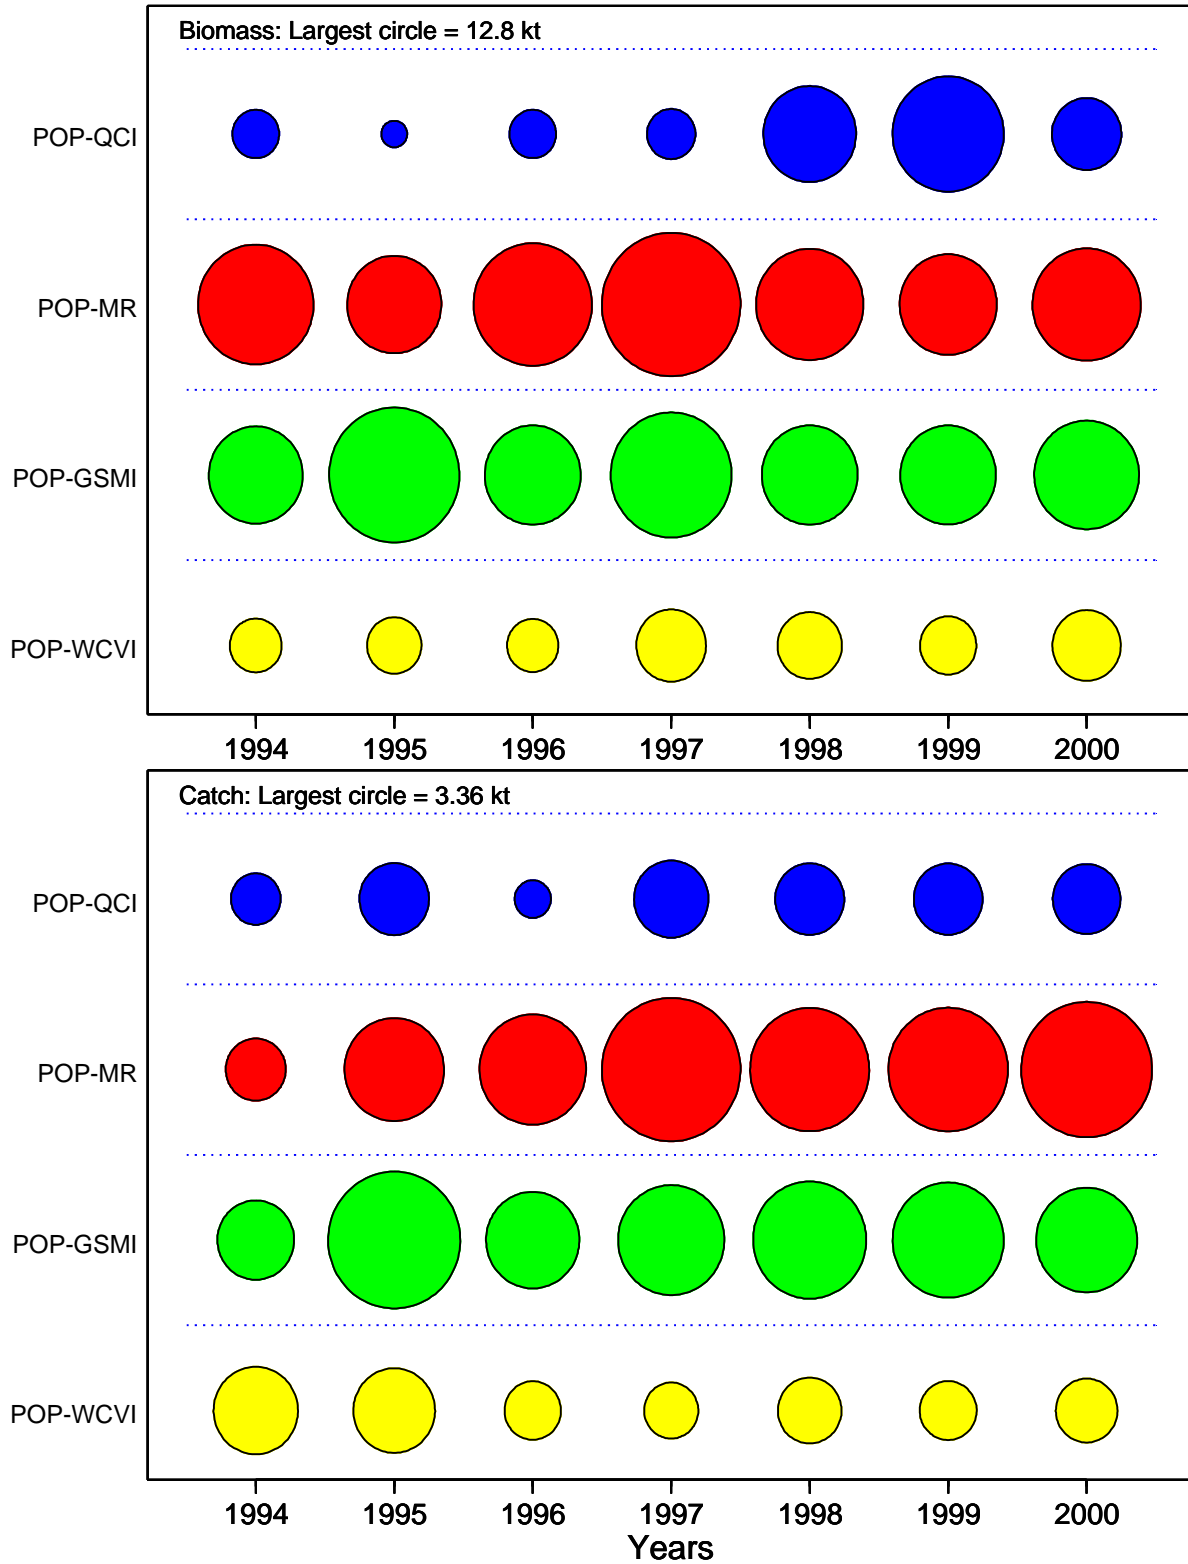 Biomass: Largest circle = 12.8 kt
POP-QCI
POP-MR
POP-GSMI
POP-WCVI
1994 1995 1996 1997 1998 1999 2000
Catch: Largest circle = 3.36 kt
POP-QCI
POP-MR
POP-GSMI
POP-WCVI
1994 1995 1996 1997 1998 1999 2000
Years